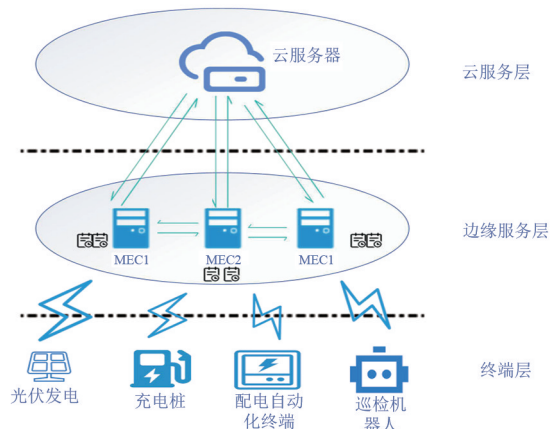 云服务器
云服务层
边缘服务层
MEC1
MEC2
MEC1
终端层
光伏发电
充电桩
配电自动
化终端
巡检机
器人